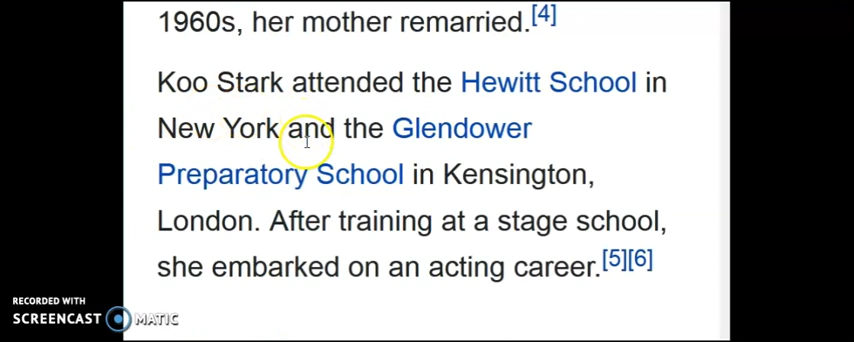 1960s, her mother remarried.[4]
Koo Stark attended the Hewitt School in
New York and the Glendower
Preparatory School in Kensington,
London. After training at a stage school,
she embarked on an acting career.[5][6]
RECORDED WITH
SCREENCAST MATIC